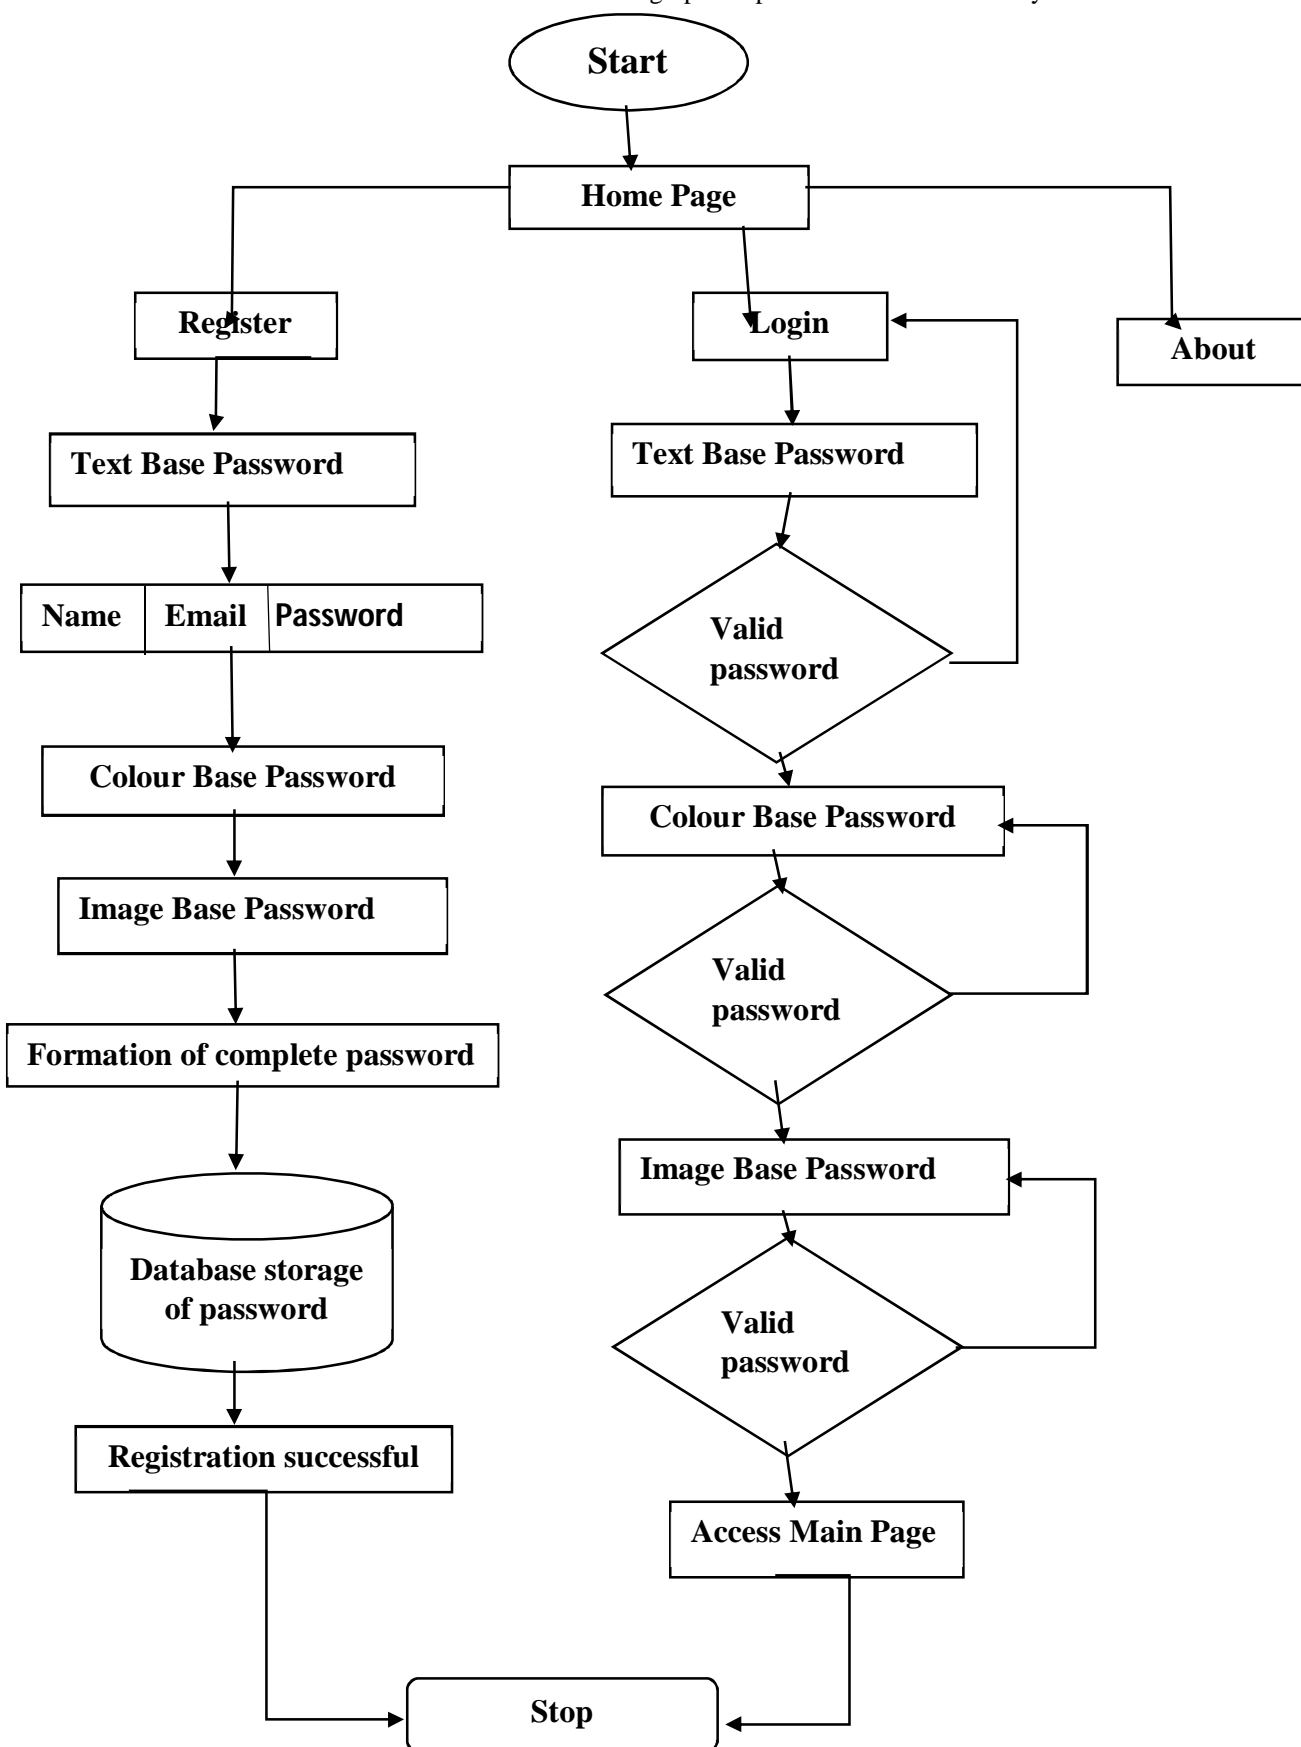 Start
Home Page
Register
Login
About
Text Base Password
Name Email Password
Colour Base Password
Image Base Password
Formation of complete password
Database storage
of password
Registration successful
Text Base Password
Valid
password
Colour Base Password
Valid
password
Image Base Password
Valid
password
Access Main Page
Stop